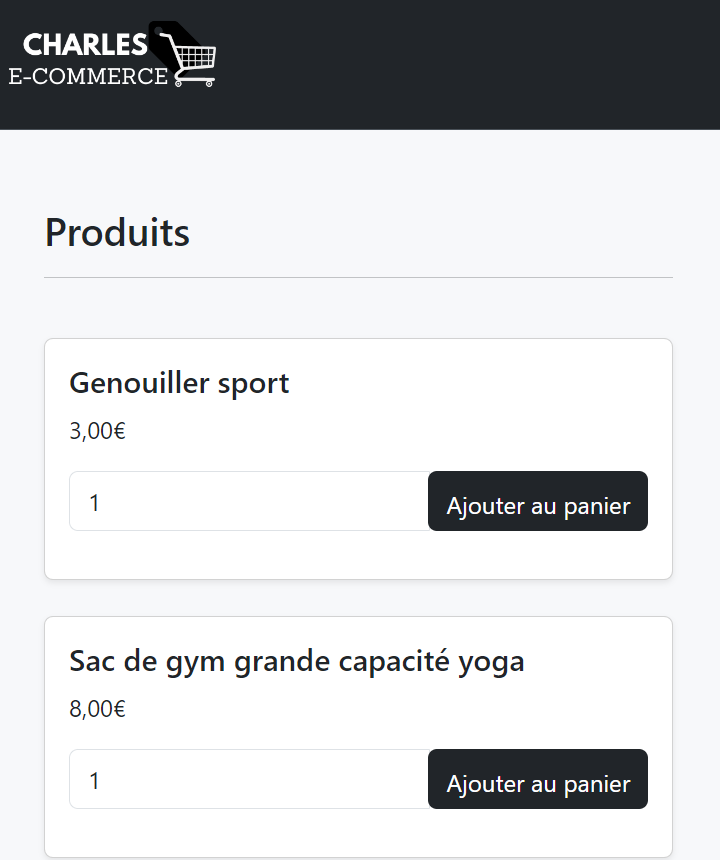 CHARLES
E-COMMERCE
Produits
Genouiller sport
3,00€
1
Ajouter au panier
Sac de gym grande capacité yoga
8,00€
1
Ajouter au panier